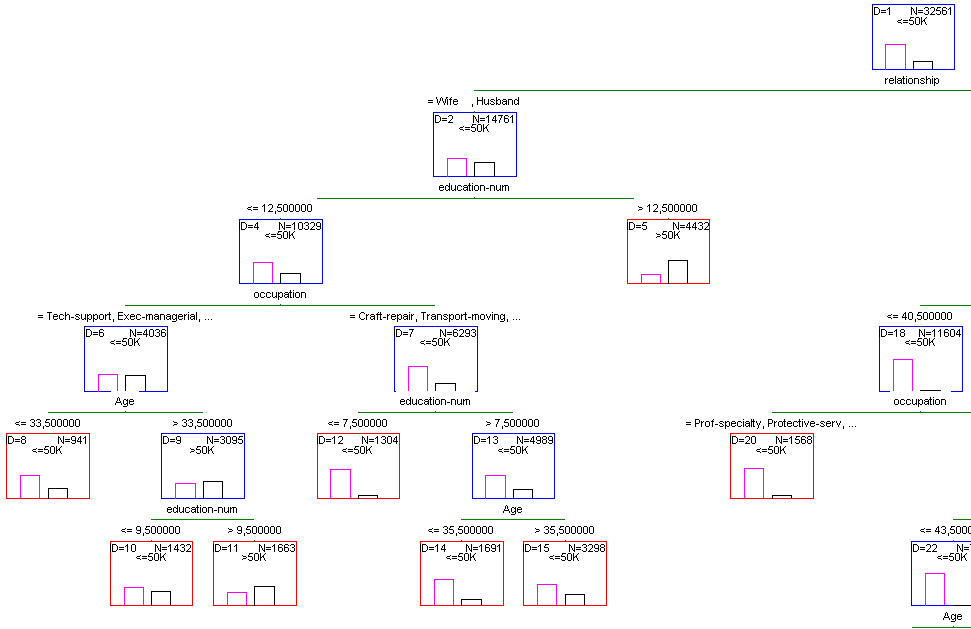 D=1 N=32561
<=50K
relationship
= Wife , Husband
D=2 N=14761
<=50K
education-num
<= 12,500000
> 12,500000
D=4 N=10329
<=50K
D=5 N=4432
>50K
occupation
= Tech-support, Exec-managerial, ...
= Craft-repair, Transport-moving, ...
<= 40,500000
D=6 N=4036
<=50K
D=7 N=6293
<=50K
D=18 N=11604
<=50K
Age
education-num
occupation
<= 33,500000
> 33,500000
<= 7,500000
> 7,500000
= Prof-specialty, Protective-serv, ...
D=8 N=941
<=50K
D=9 N=3095
>50K
D=12 N=1304
<=50K
D=13 N=4989
<=50K
D=20 N=1568
<=50K
education-num
Age
<= 9,500000
> 9,500000
<= 35,500000
> 35,500000
<= 43,5000
D=10 N=1432
<=50K
D=11 N=1663
>50K
D=14 N=1691
<=50K
D=15 N=3298
<=50K
D=22 N=
<=50K
Age